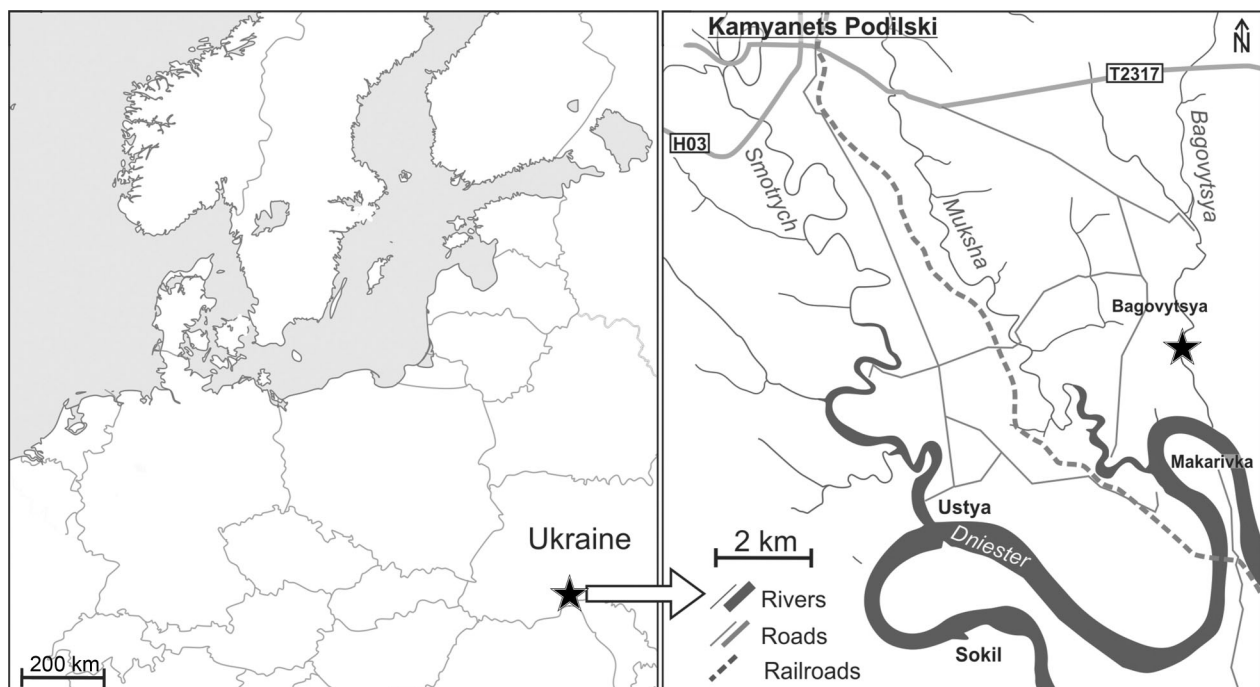 Ukraine
200 km
Kamyanets Podilski
N
T2317
H03
Smotrych
Muksha
Bagovytsya
Bagovytsya
Makarivka
Ustya
Dniester
2 km
Rivers
Roads
Railroads
Sokil